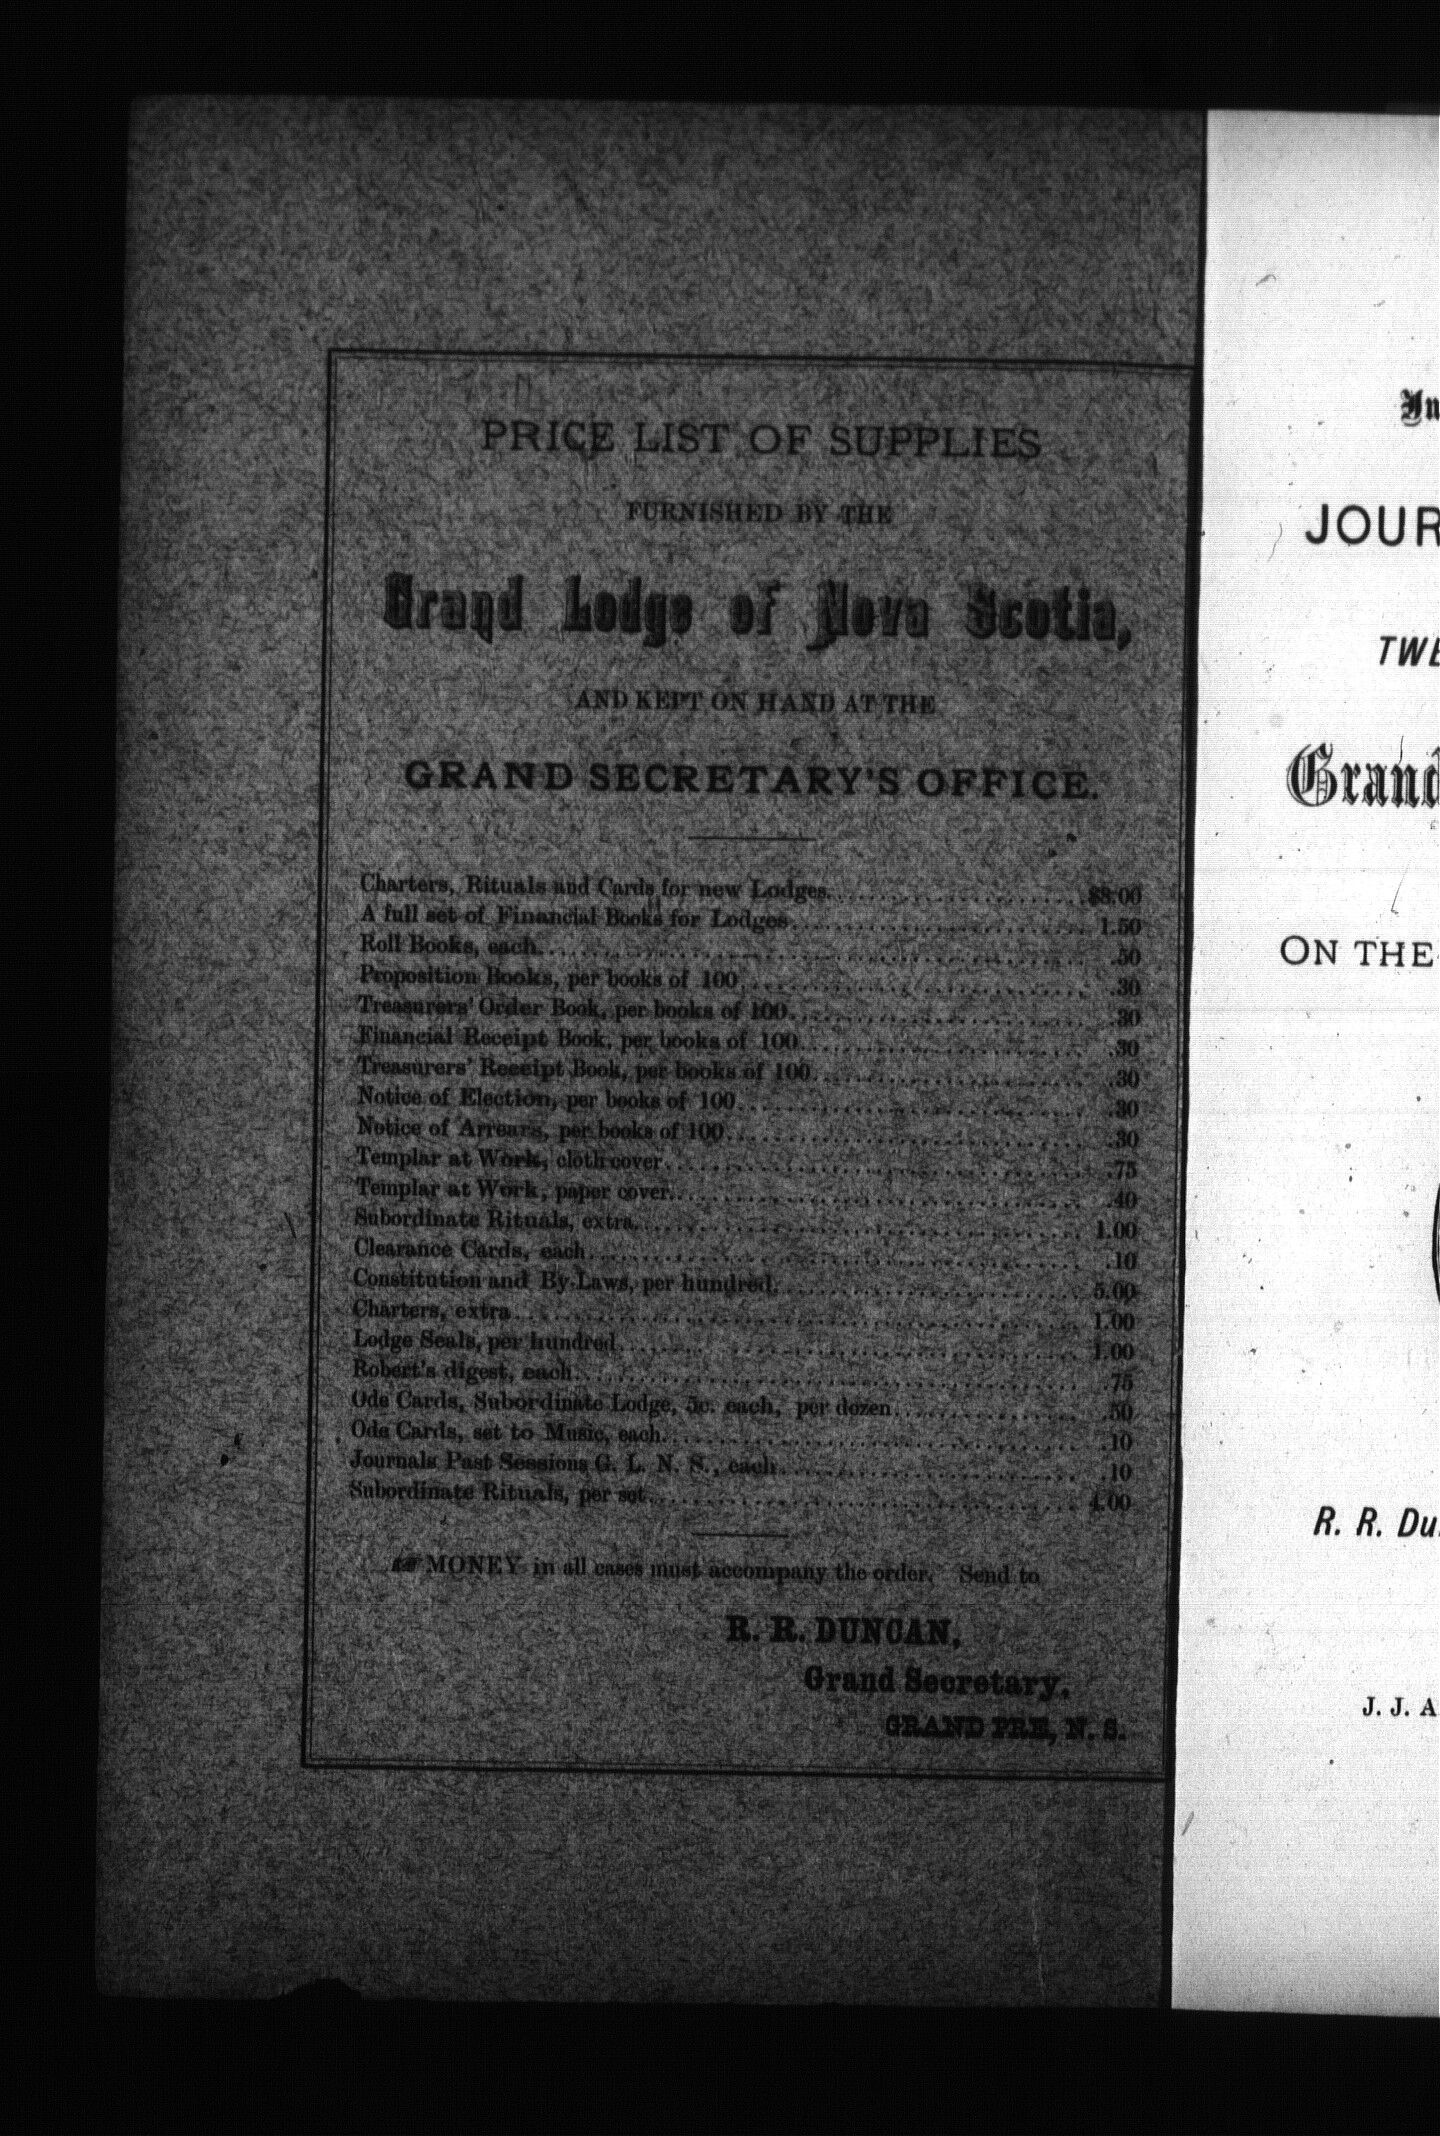 PRICE LIST OF SUPPLIES
FURNISHED BY THE
Grand Lodge of Nova Scotia,
AND KEPT ON HAND AT THE
GRAND SECRETARY'S OFFICE.
Charters, Rituals and Cards for new Lodges. $8.00
A full set of Financial Books for Lodges 1.50
Roll Books, each .50
Proposition Books, per books of 100 .30
Treasurers' Order Book, per books of 100 .30
Financial Receipt Book, per books of 100 .30
Treasurers' Receipt Book, per books of 100 .30
Notice of Election, per books of 100 .30
Notice of Arrears, per books of 100 .30
Templar at Work, cloth cover .75
Templar at Work, paper cover .40
Subordinate Rituals, extra 1.00
Clearance Cards, each .10
Constitution and By-Laws, per hundred 5.00
Charters, extra 1.00
Lodge Seals, per hundred 1.00
Robert's digest, each .75
Ode Cards, Subordinate Lodge, 5c. each, per dozen .50
Ode Cards, set to Music, each .10
Journals Past Sessions G. L. N. S., each .10
Subordinate Rituals, per set 4.00
MONEY in all cases must accompany the order. Send to
R. R. DUNCAN,
Grand Secretary.
GRAND PRE, N. S.
In
JOUR
TWE
Grand
ON THE
R. R. Du
J. J. A